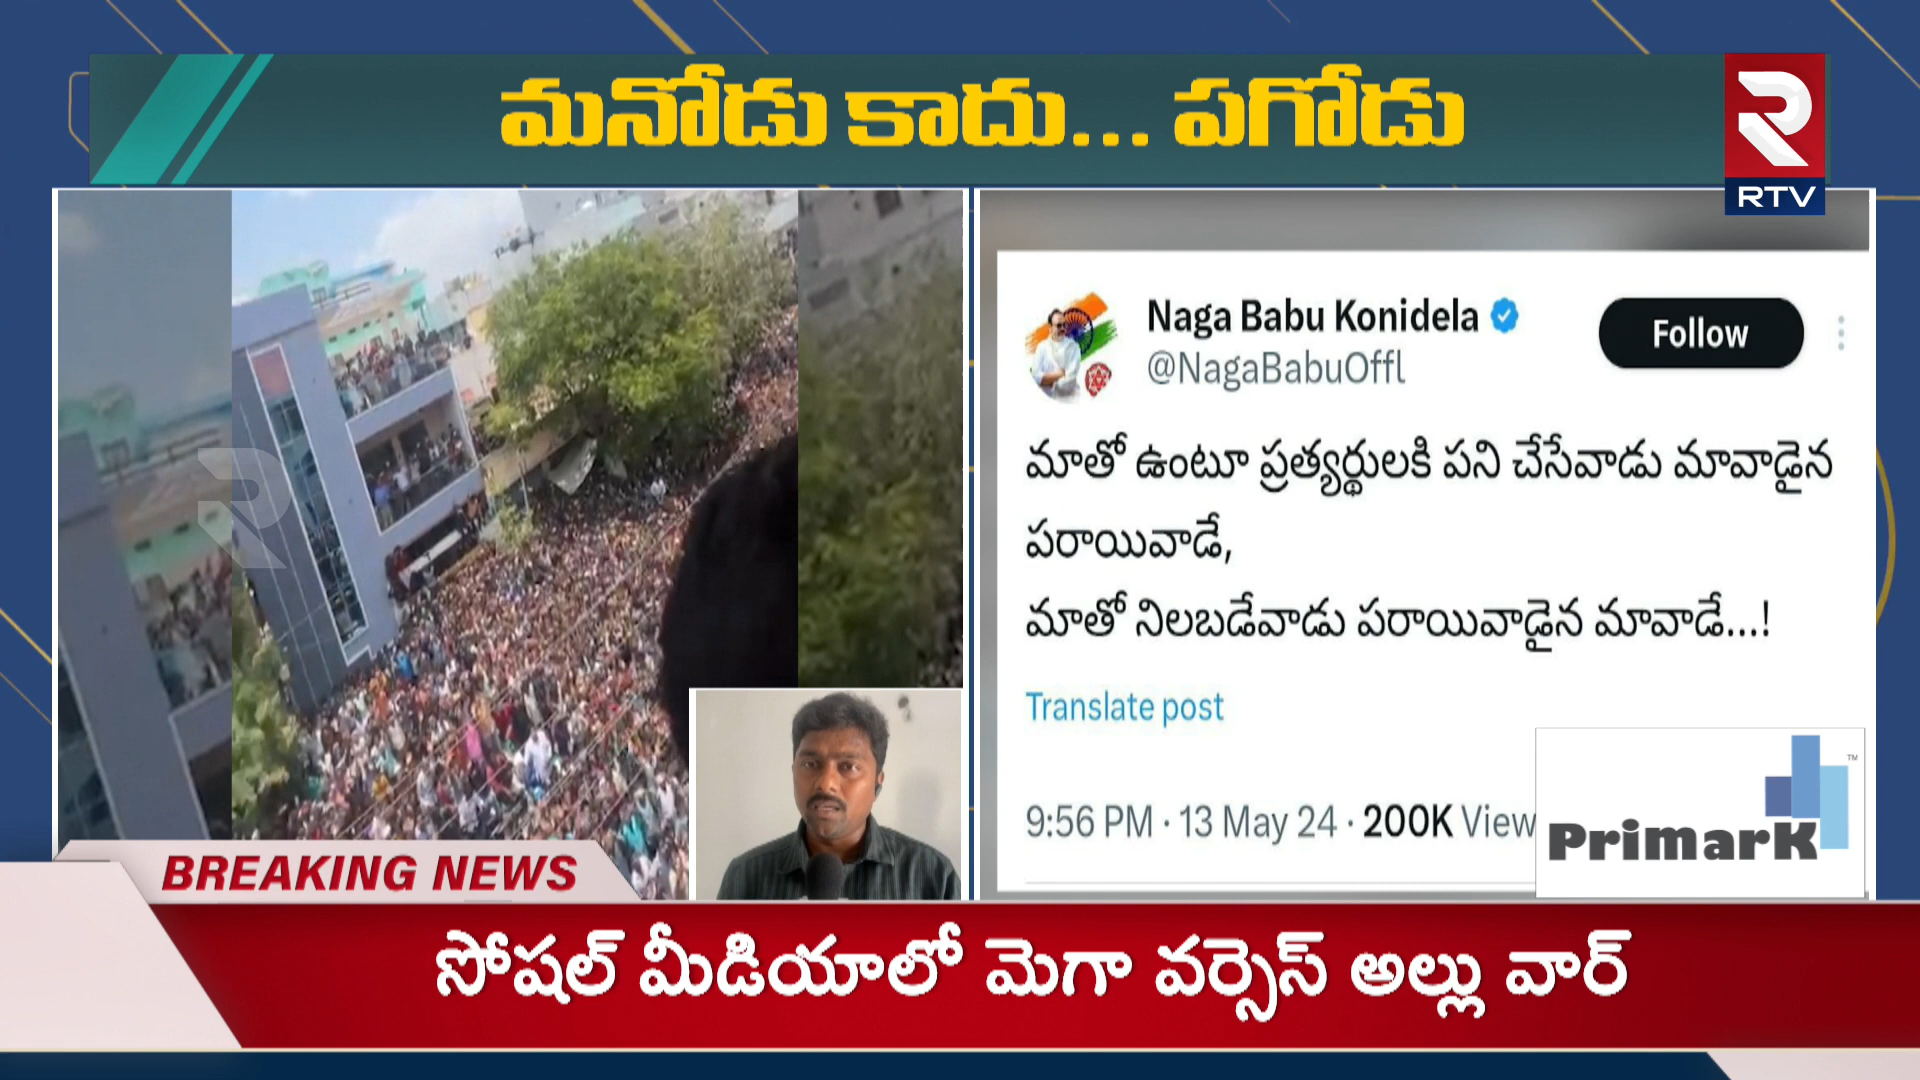 మనోడు కాదు... పగోడు
RTV
Naga Babu Konidela
@NagaBabuOffl
Follow
మాతో ఉంటూ ప్రత్యర్థులకి పని చేసేవాడు మావాడైన
పరాయివాడే,
మాతో నిలబడేవాడు పరాయివాడైన మావాడే...!
Translate post
9:56 PM · 13 May 24 · 200K View
PrimarK
TM
BREAKING NEWS
సోషల్ మీడియాలో మెగా వర్సెస్ అల్లు వార్